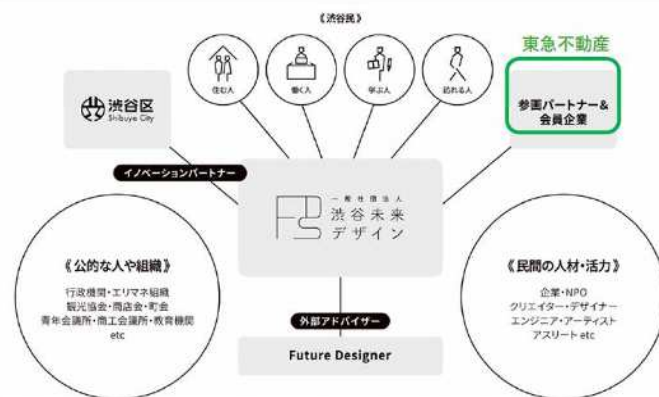 《渋谷民》
住む人
働く人
学ぶ人
訪れる人
東急不動産
渋谷区
Shibuya City
参画パートナー&
会員企業
イノベーションパートナー
FDS
一般社団法人
渋谷未来
デザイン
《公的な人や組織》
行政機関・エリマネ組織
観光協会・商店会・町会
青年会議所・商工会議所・教育機関
etc
《民間の人材・活力》
企業・NPO
クリエイター・デザイナー
エンジニア・アーティスト
アスリート etc
外部アドバイザー
Future Designer